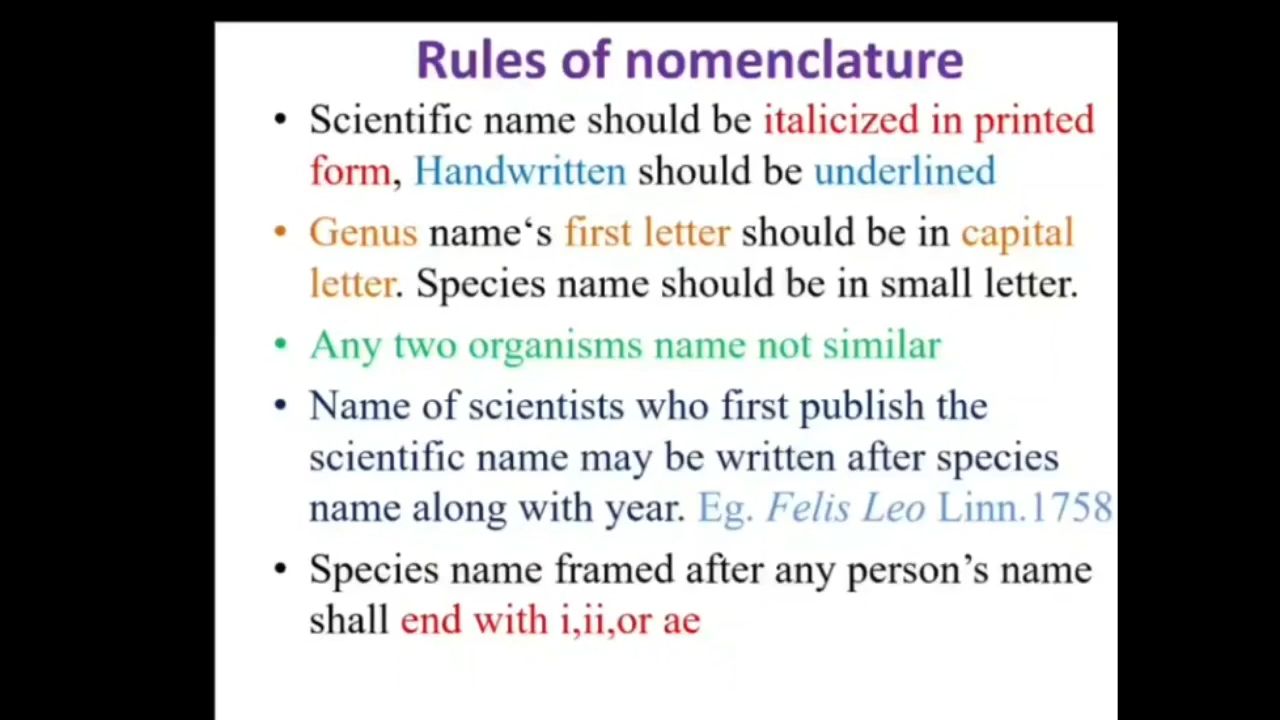 Rules of nomenclature
• Scientific name should be italicized in printed
form, Handwritten should be underlined
• Genus name‘s first letter should be in capital
letter. Species name should be in small letter.
• Any two organisms name not similar
• Name of scientists who first publish the
scientific name may be written after species
name along with year. Eg. Felis Leo Linn.1758
• Species name framed after any person’s name
shall end with i,ii,or ae